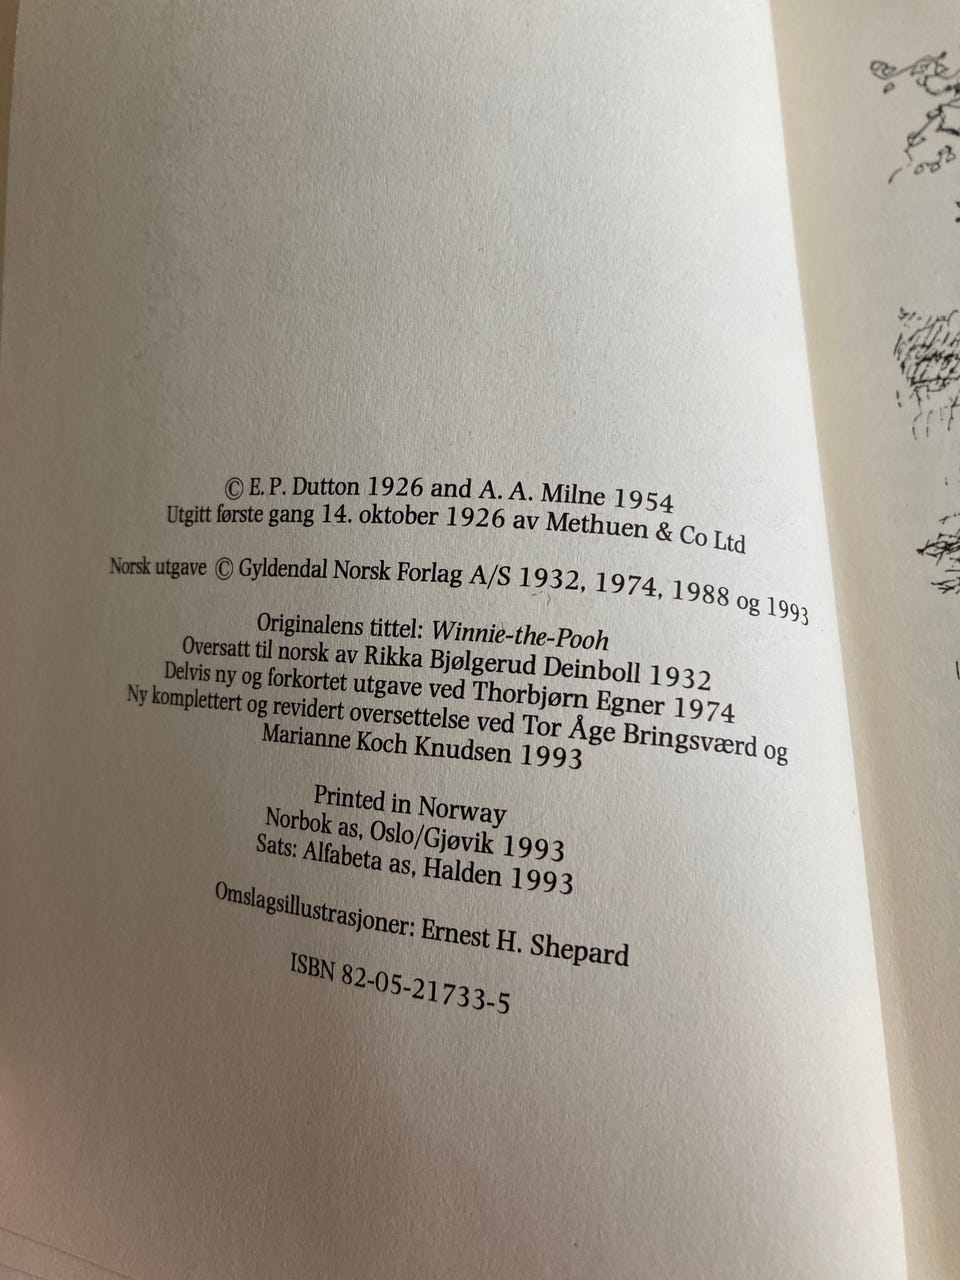 © E. P. Dutton 1926 and A. A. Milne 1954
Utgitt første gang 14. oktober 1926 av Methuen & Co Ltd
Norsk utgave © Gyldendal Norsk Forlag A/S 1932, 1974, 1988 og 1993
Originalens tittel: Winnie-the-Pooh
Oversatt til norsk av Rikka Bjølgerud Deinboll 1932
Delvis ny og forkortet utgave ved Thorbjørn Egner 1974
Ny komplettert og revidert oversettelse ved Tor Åge Bringsværd og
Marianne Koch Knudsen 1993
Printed in Norway
Norbok as, Oslo/Gjøvik 1993
Sats: Alfabeta as, Halden 1993
Omslagsillustrasjoner: Ernest H. Shepard
ISBN 82-05-21733-5